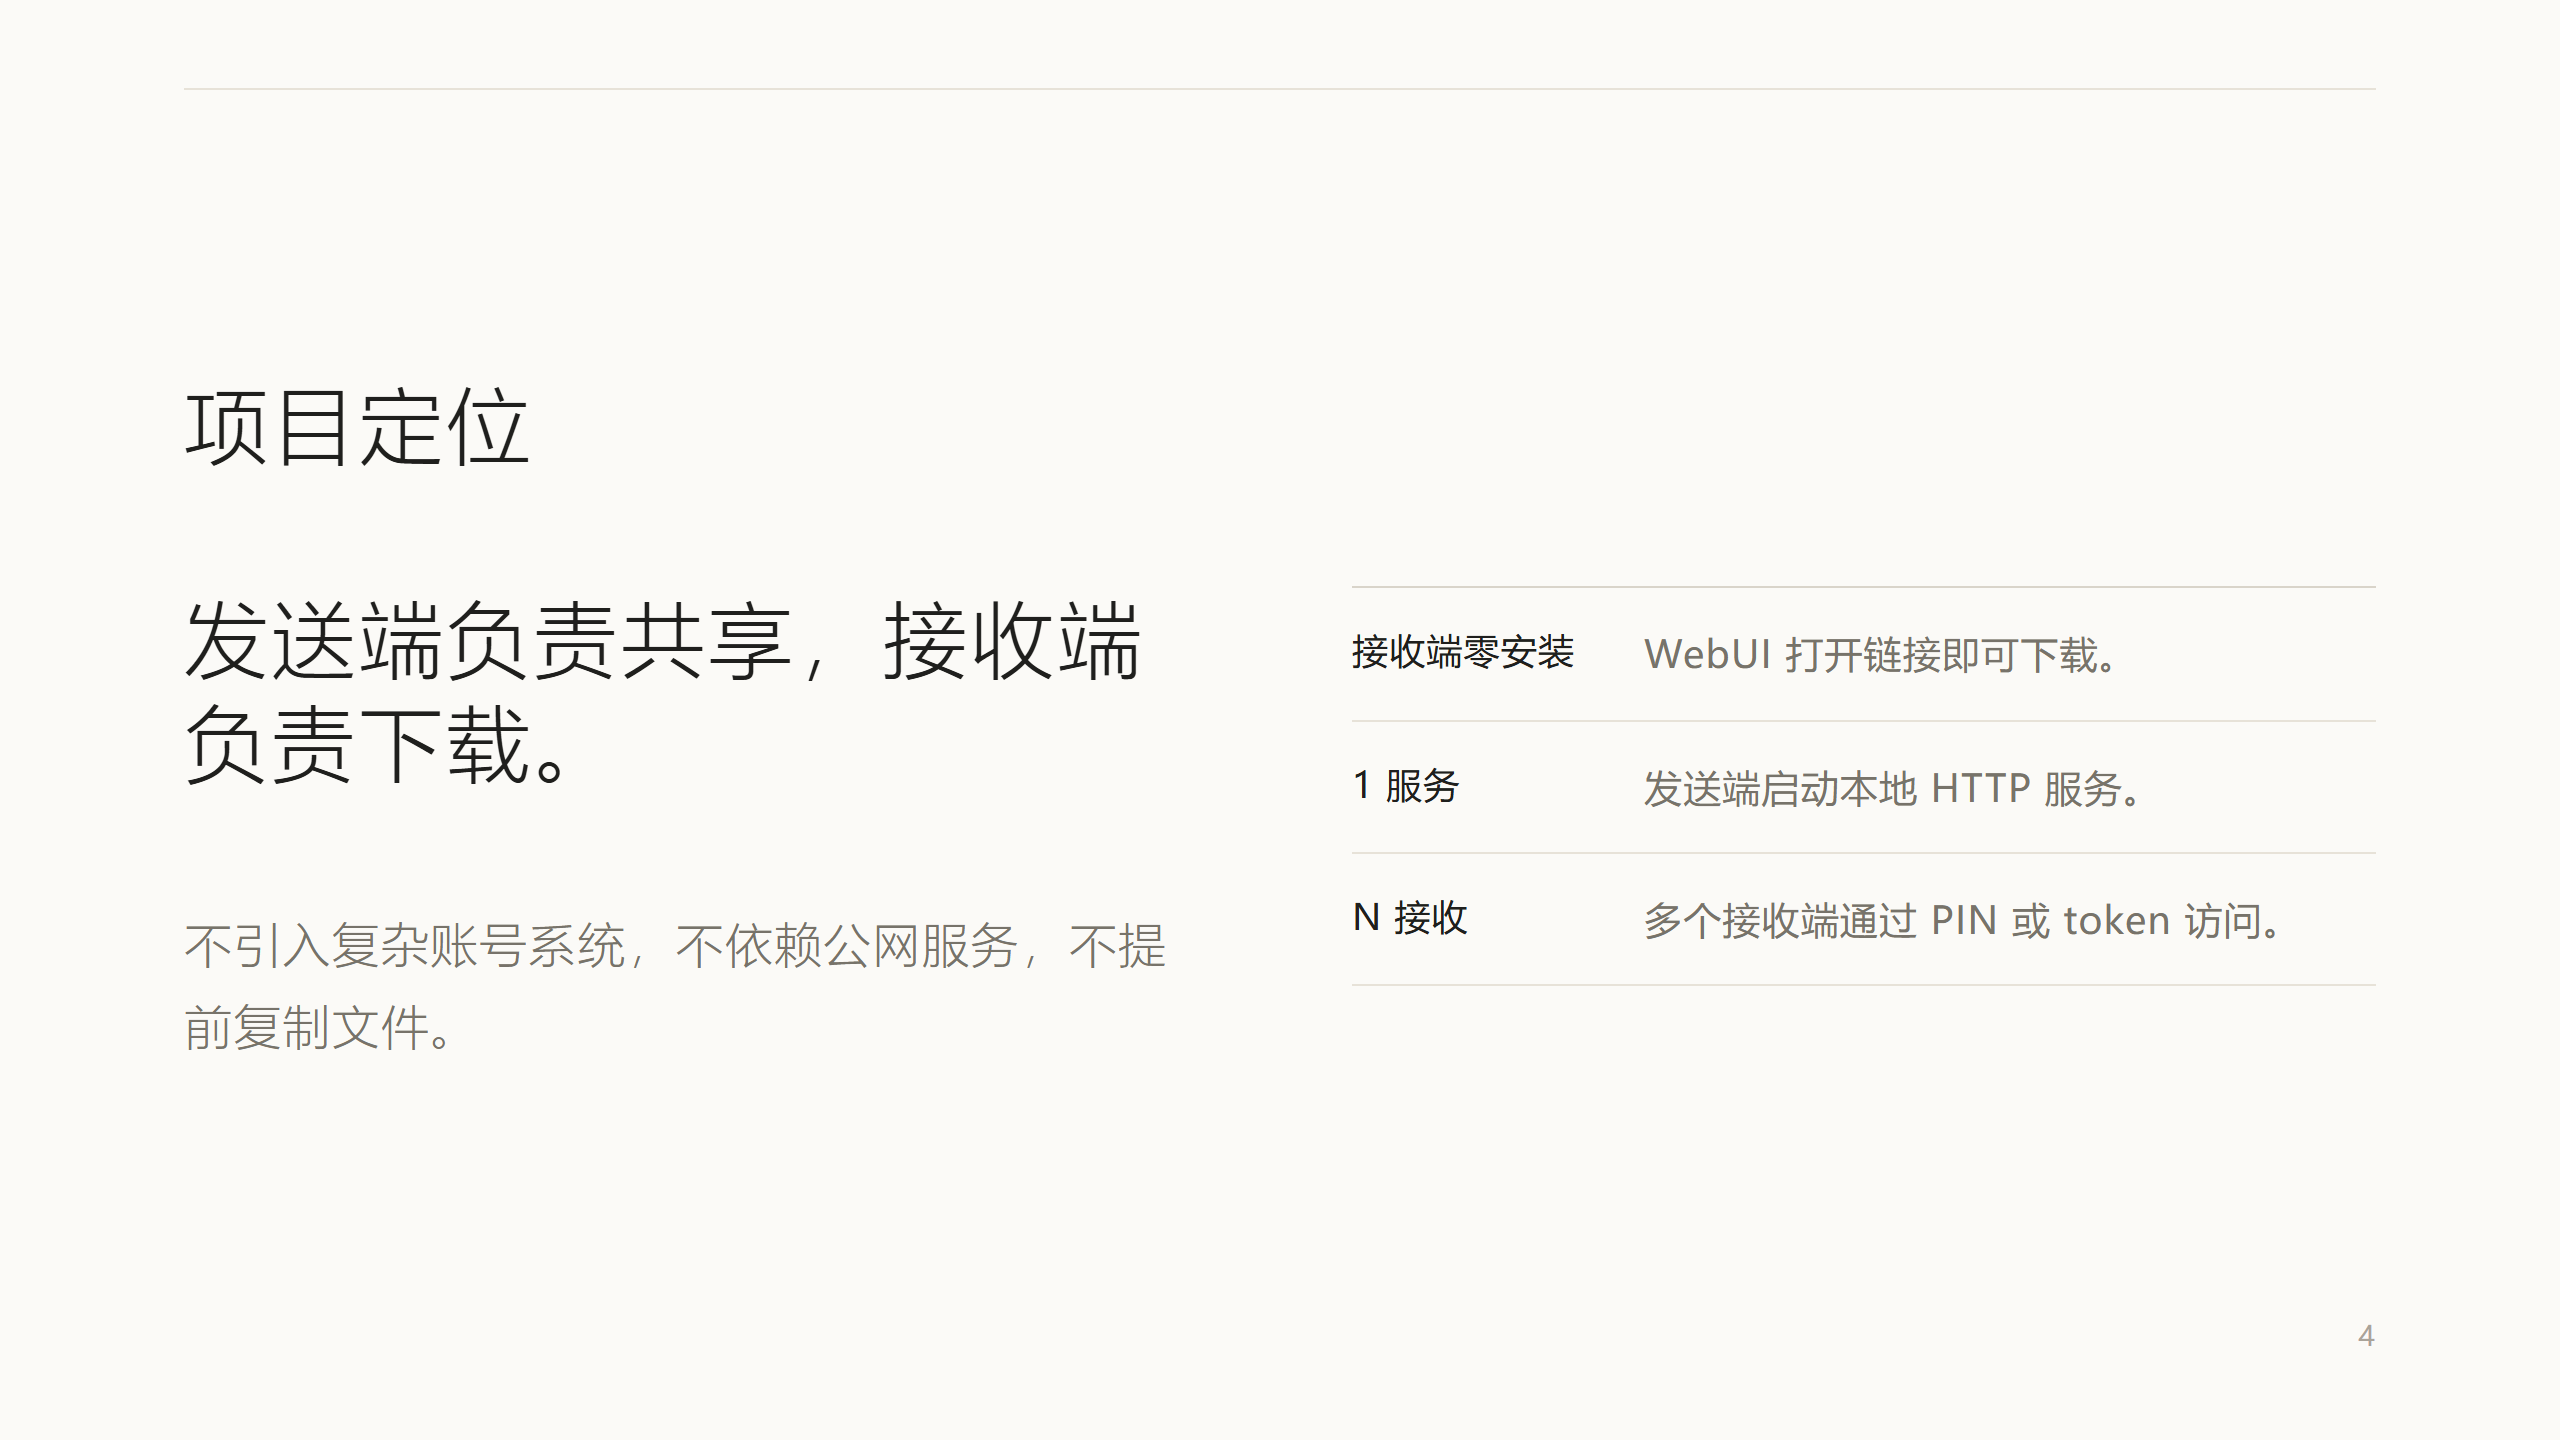 项目定位
发送端负责共享，接收端
负责下载。
不引入复杂账号系统，不依赖公网服务，不提
前复制文件。
接收端零安装 WebUI 打开链接即可下载。
1 服务 发送端启动本地 HTTP 服务。
N 接收 多个接收端通过 PIN 或 token 访问。
4